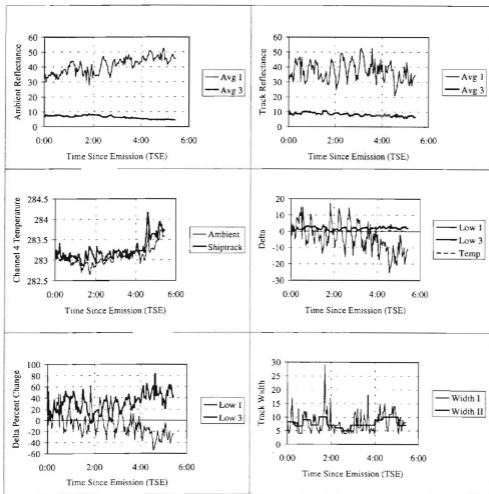 60
50
40
30
20
10
0
Ambient Reflectance
0:00 2:00 4:00 6:00
Time Since Emission (TSE)
Avg 1
Avg 3
60
50
40
30
20
10
0
Track Reflectance
0:00 2:00 4:00 6:00
Time Since Emission (TSE)
Avg 1
Avg 3
284.5
284
283.5
283
282.5
Channel 4 Temperature
0:00 2:00 4:00 6:00
Time Since Emission (TSE)
Ambient
Shiptrack
20
10
0
-10
-20
-30
Delta
0:00 2:00 4:00 6:00
Time Since Emission (TSE)
Low 1
Low 3
Temp
100
80
60
40
20
0
-20
-40
-60
Delta Percent Change
0:00 2:00 4:00 6:00
Time Since Emission (TSE)
Low 1
Low 3
30
25
20
15
10
5
0
Track Width
0:00 2:00 4:00 6:00
Time Since Emission (TSE)
Width I
Width II